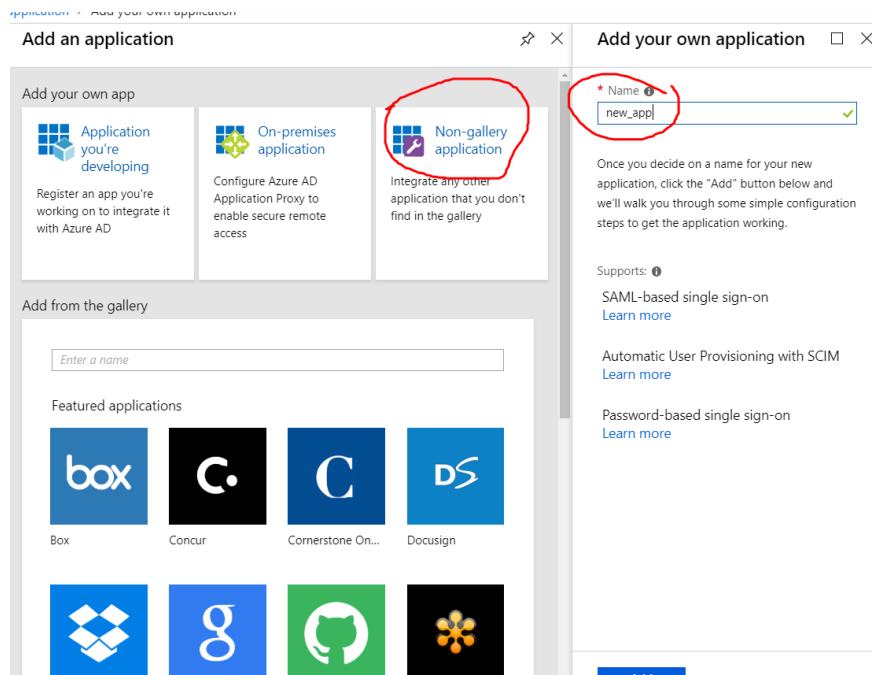 application > Add your own application
Add an application
Add your own app
Application
you're
developing
Register an app you're
working on to integrate it
with Azure AD
On-premises
application
Configure Azure AD
Application Proxy to
enable secure remote
access
Non-gallery
application
Integrate any other
application that you don't
find in the gallery
Add from the gallery
Enter a name
Featured applications
box
C.
C
DS
Box
Concur
Cornerstone On...
Docusign
g
Add your own application
* Name
new_app
Once you decide on a name for your new
application, click the "Add" button below and
we'll walk you through some simple configuration
steps to get the application working.
Supports:
SAML-based single sign-on
Learn more
Automatic User Provisioning with SCIM
Learn more
Password-based single sign-on
Learn more